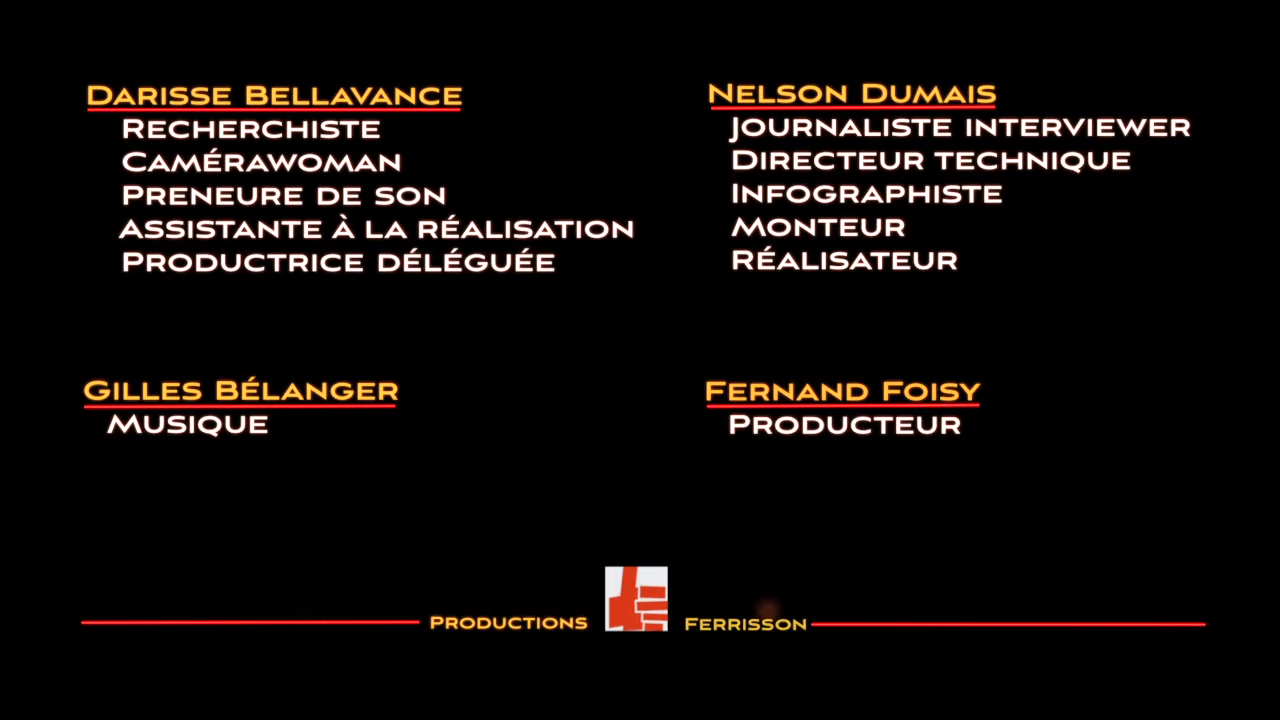 Darisse Bellavance
Recherchiste
Camérawoman
Preneure de son
Assistante à la réalisation
Productrice déléguée
Nelson Dumais
Journaliste interviewer
Directeur technique
Infographiste
Monteur
Réalisateur
Gilles Bélanger
Musique
Fernand Foisy
Producteur
Productions Ferrisson